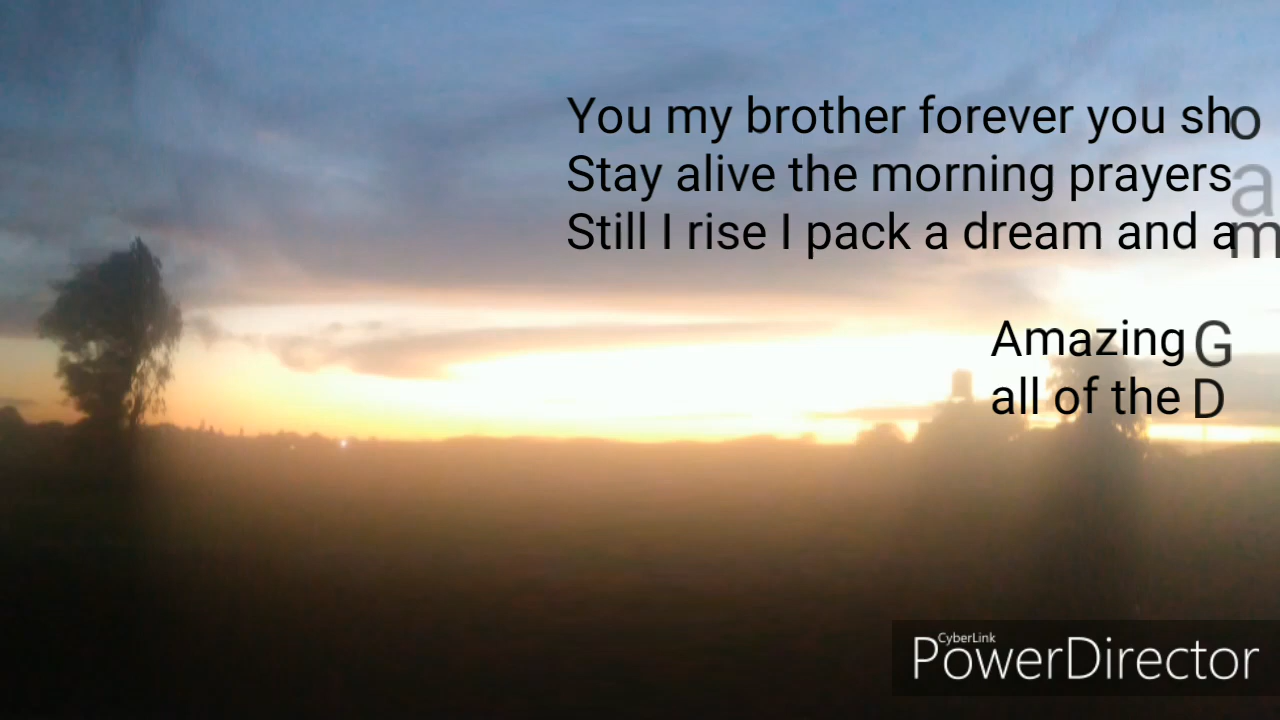 You my brother forever you sho
Stay alive the morning prayers a
Still I rise I pack a dream and am
Amazing G
all of the D
CyberLink
PowerDirector